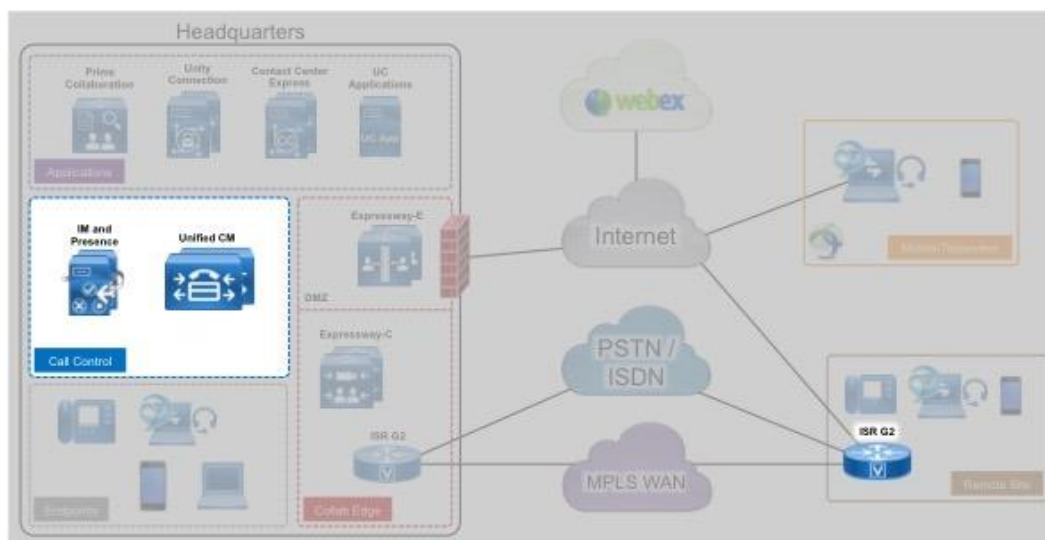 Headquarters
Prime
Collaboration
Unity
Connection
Contact Center
Express
UC
Applications
UC App
Applications
webex
IM and
Presence
Unified CM
Call Control
Expressway-E
DMZ
Internet
Mobile/Teleworker
Expressway-C
PSTN /
ISDN
ISR G2
V
MPLS WAN
ISR G2
V
Remote Site
Endpoints
Collab Edge